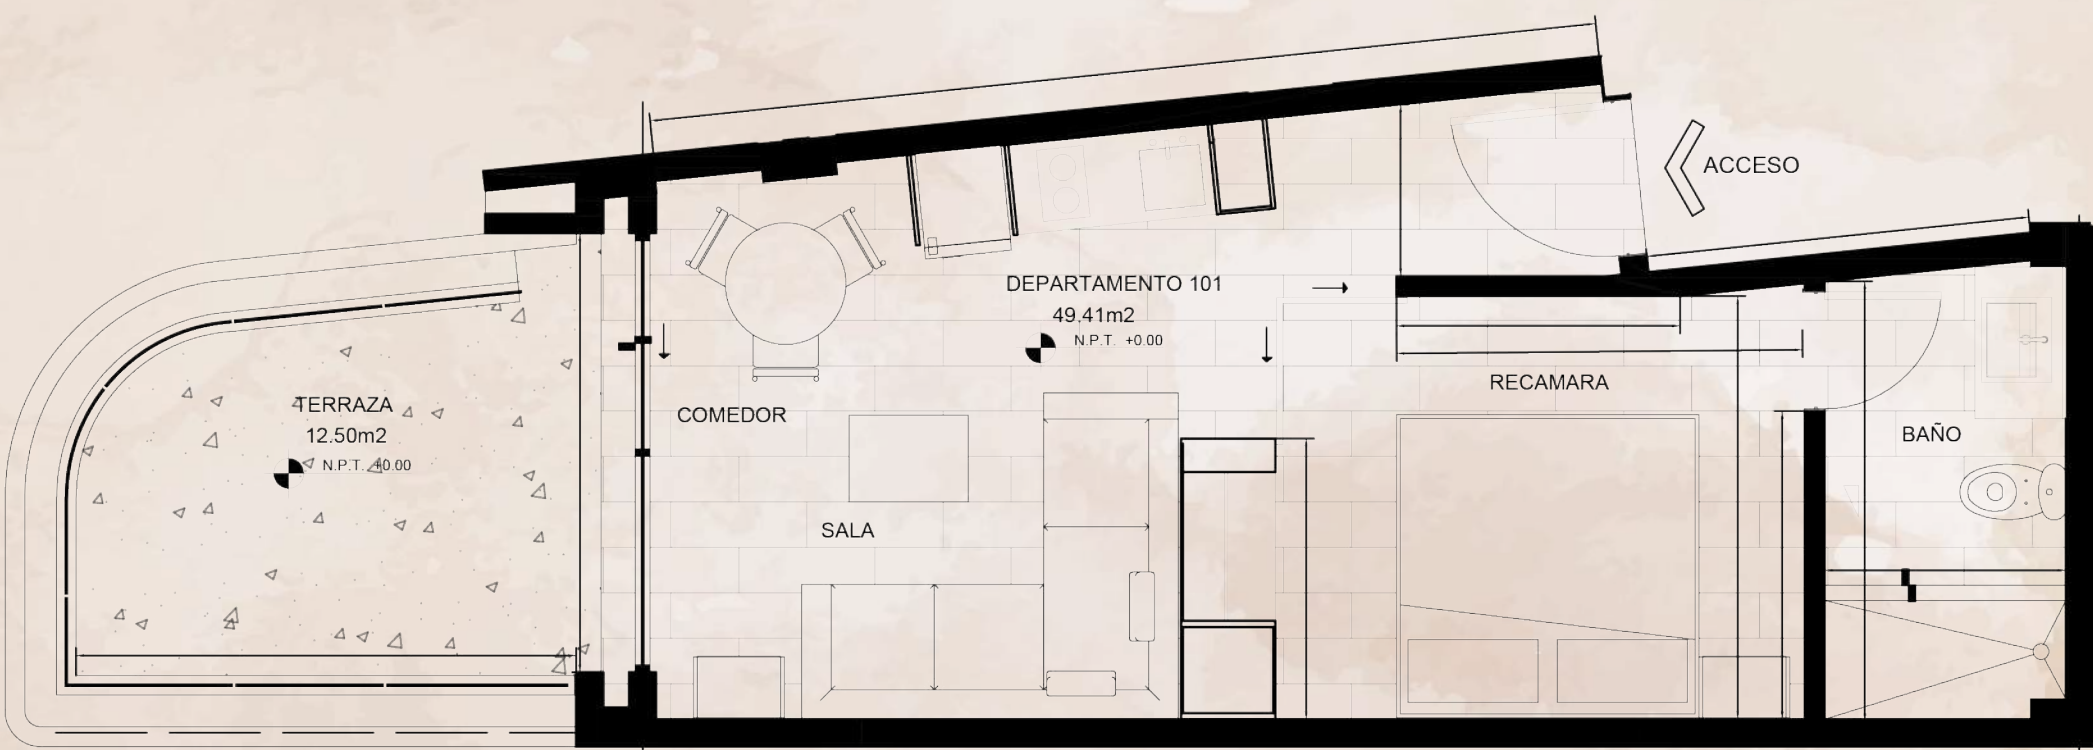 ACCESO
DEPARTAMENTO 101
49.41m2
N.P.T. +0.00
RECAMARA
TERRAZA
12.50m2
N.P.T. +0.00
COMEDOR
BAÑO
SALA